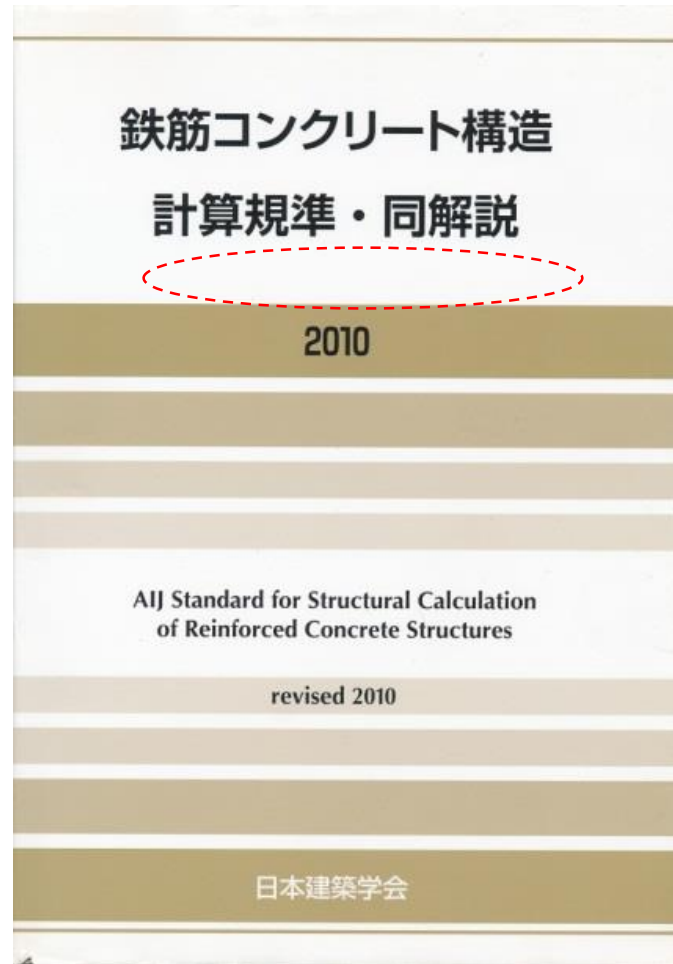 鉄筋コンクリート構造
計算規準・同解説
2010
AIJ Standard for Structural Calculation
of Reinforced Concrete Structures
revised 2010
日本建築学会